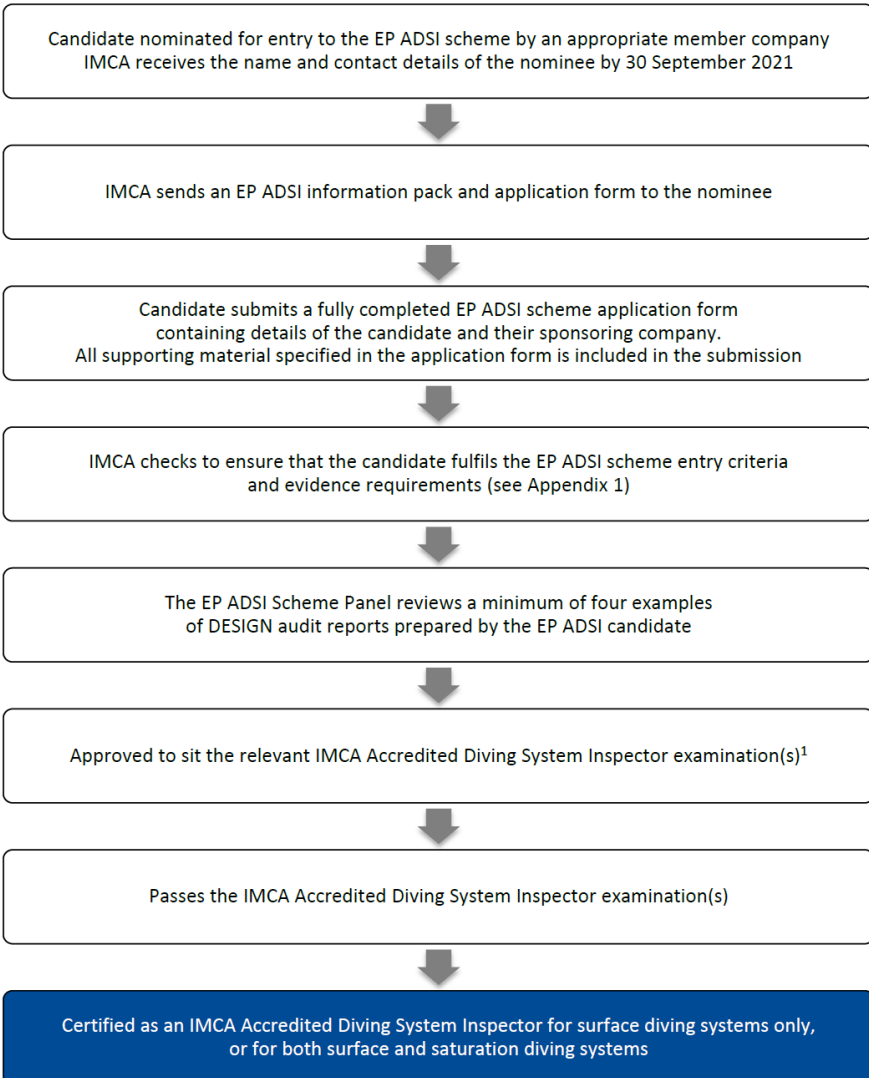 Candidate nominated for entry to the EP ADSI scheme by an appropriate member company
IMCA receives the name and contact details of the nominee by 30 September 2021
IMCA sends an EP ADSI information pack and application form to the nominee
Candidate submits a fully completed EP ADSI scheme application form
containing details of the candidate and their sponsoring company.
All supporting material specified in the application form is included in the submission
IMCA checks to ensure that the candidate fulfils the EP ADSI scheme entry criteria
and evidence requirements (see Appendix 1)
The EP ADSI Scheme Panel reviews a minimum of four examples
of DESIGN audit reports prepared by the EP ADSI candidate
Approved to sit the relevant IMCA Accredited Diving System Inspector examination(s)¹
Passes the IMCA Accredited Diving System Inspector examination(s)
Certified as an IMCA Accredited Diving System Inspector for surface diving systems only,
or for both surface and saturation diving systems